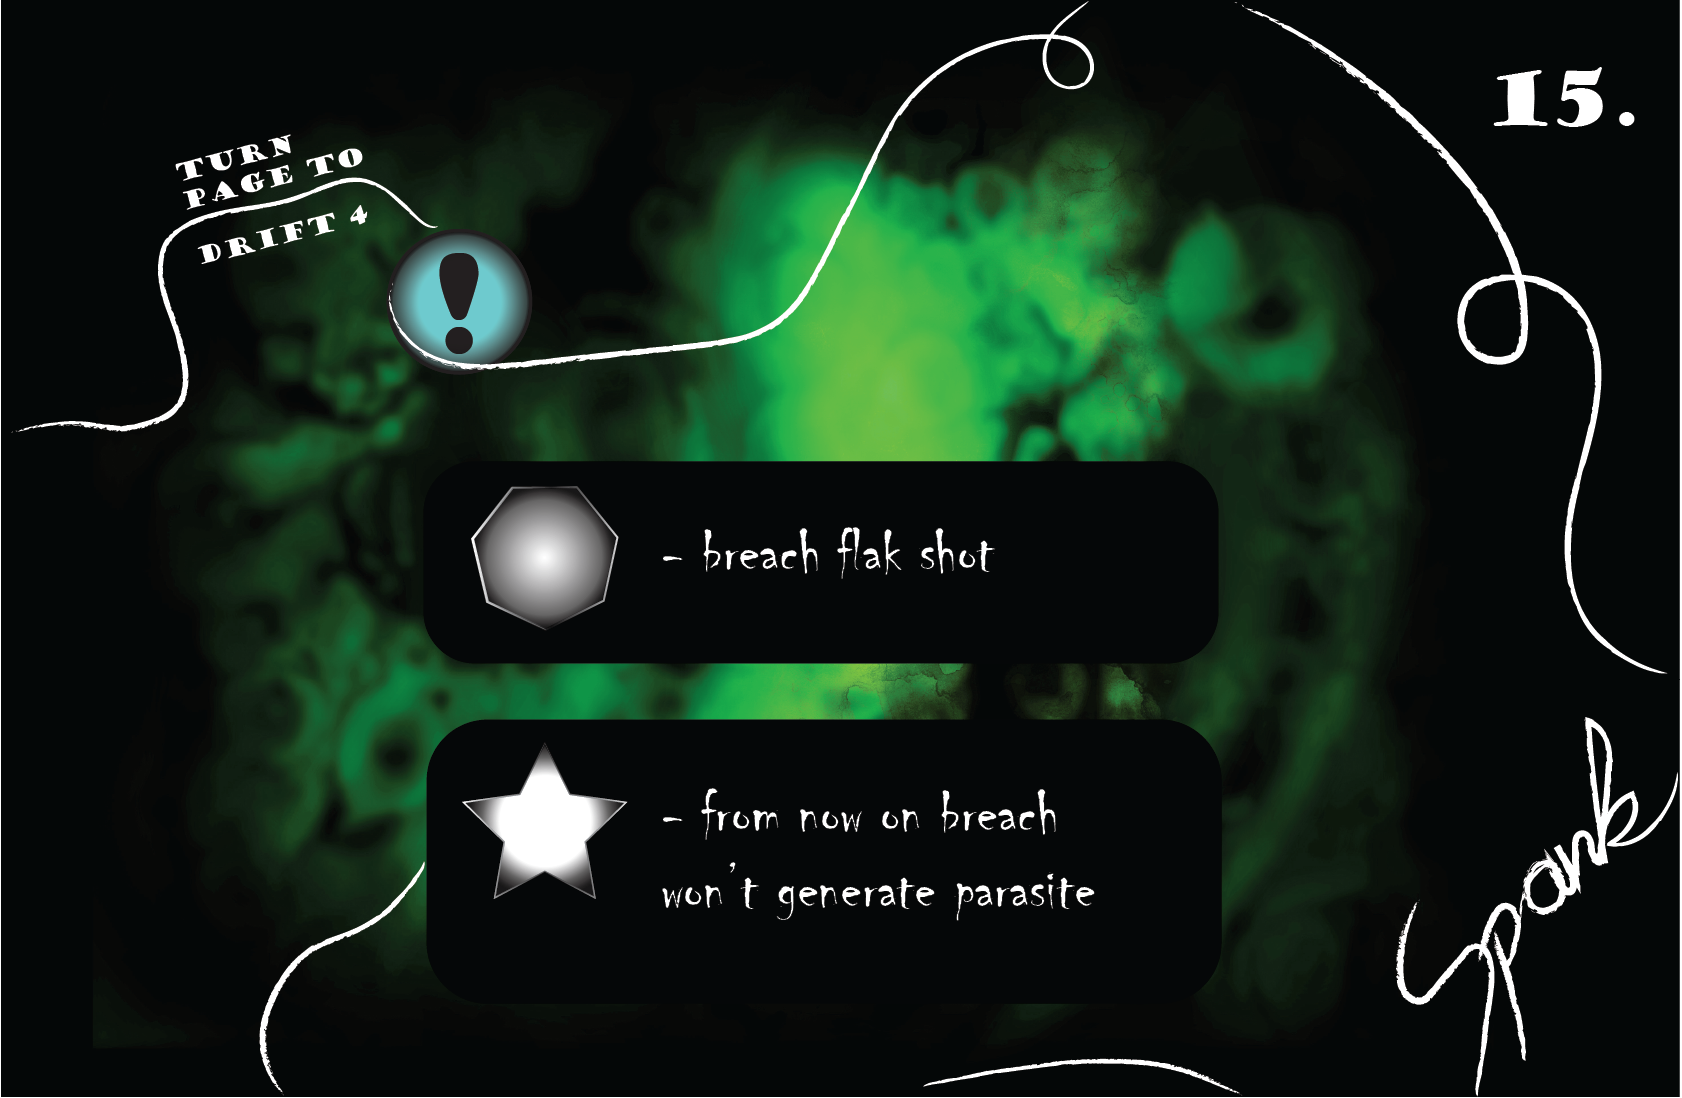 15.
TURN
PAGE TO
DRIFT 4
!
- breach flak shot
- from now on breach
won't generate parasite
Spank